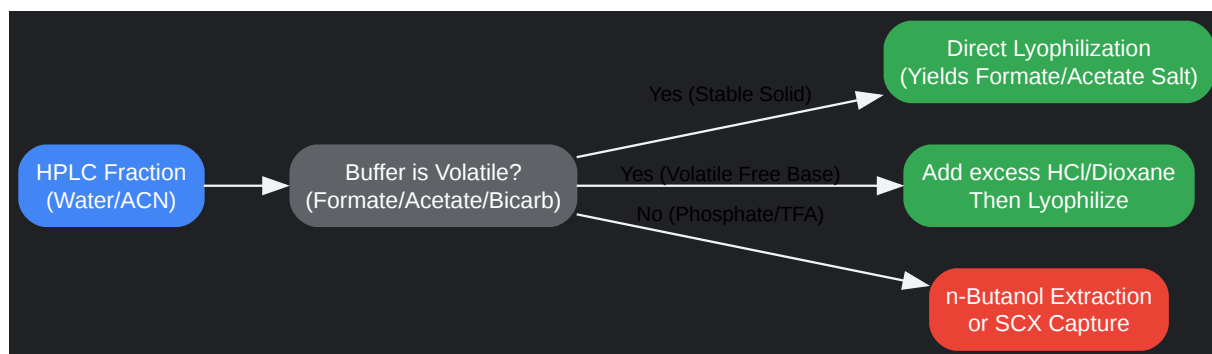 HPLC Fraction
(Water/ACN)
Buffer is Volatile?
(Formate/Acetate/Bicarb)
Yes (Stable Solid)
Direct Lyophilization
(Yields Formate/Acetate Salt)
Yes (Volatile Free Base)
Add excess HCl/Dioxane
Then Lyophilize
No (Phosphate/TFA)
n-Butanol Extraction
or SCX Capture